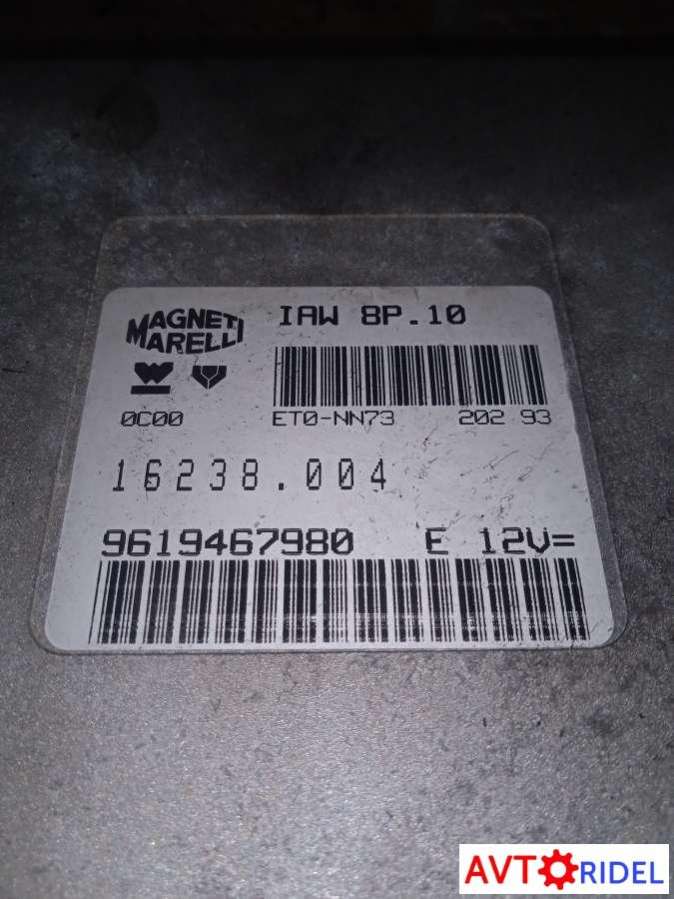 MAGNETI
MARELLI
IAW 8P.10
0C00
ET0-NN73
202 93
16238.004
9619467980 E 12V=
AVTORIDEL